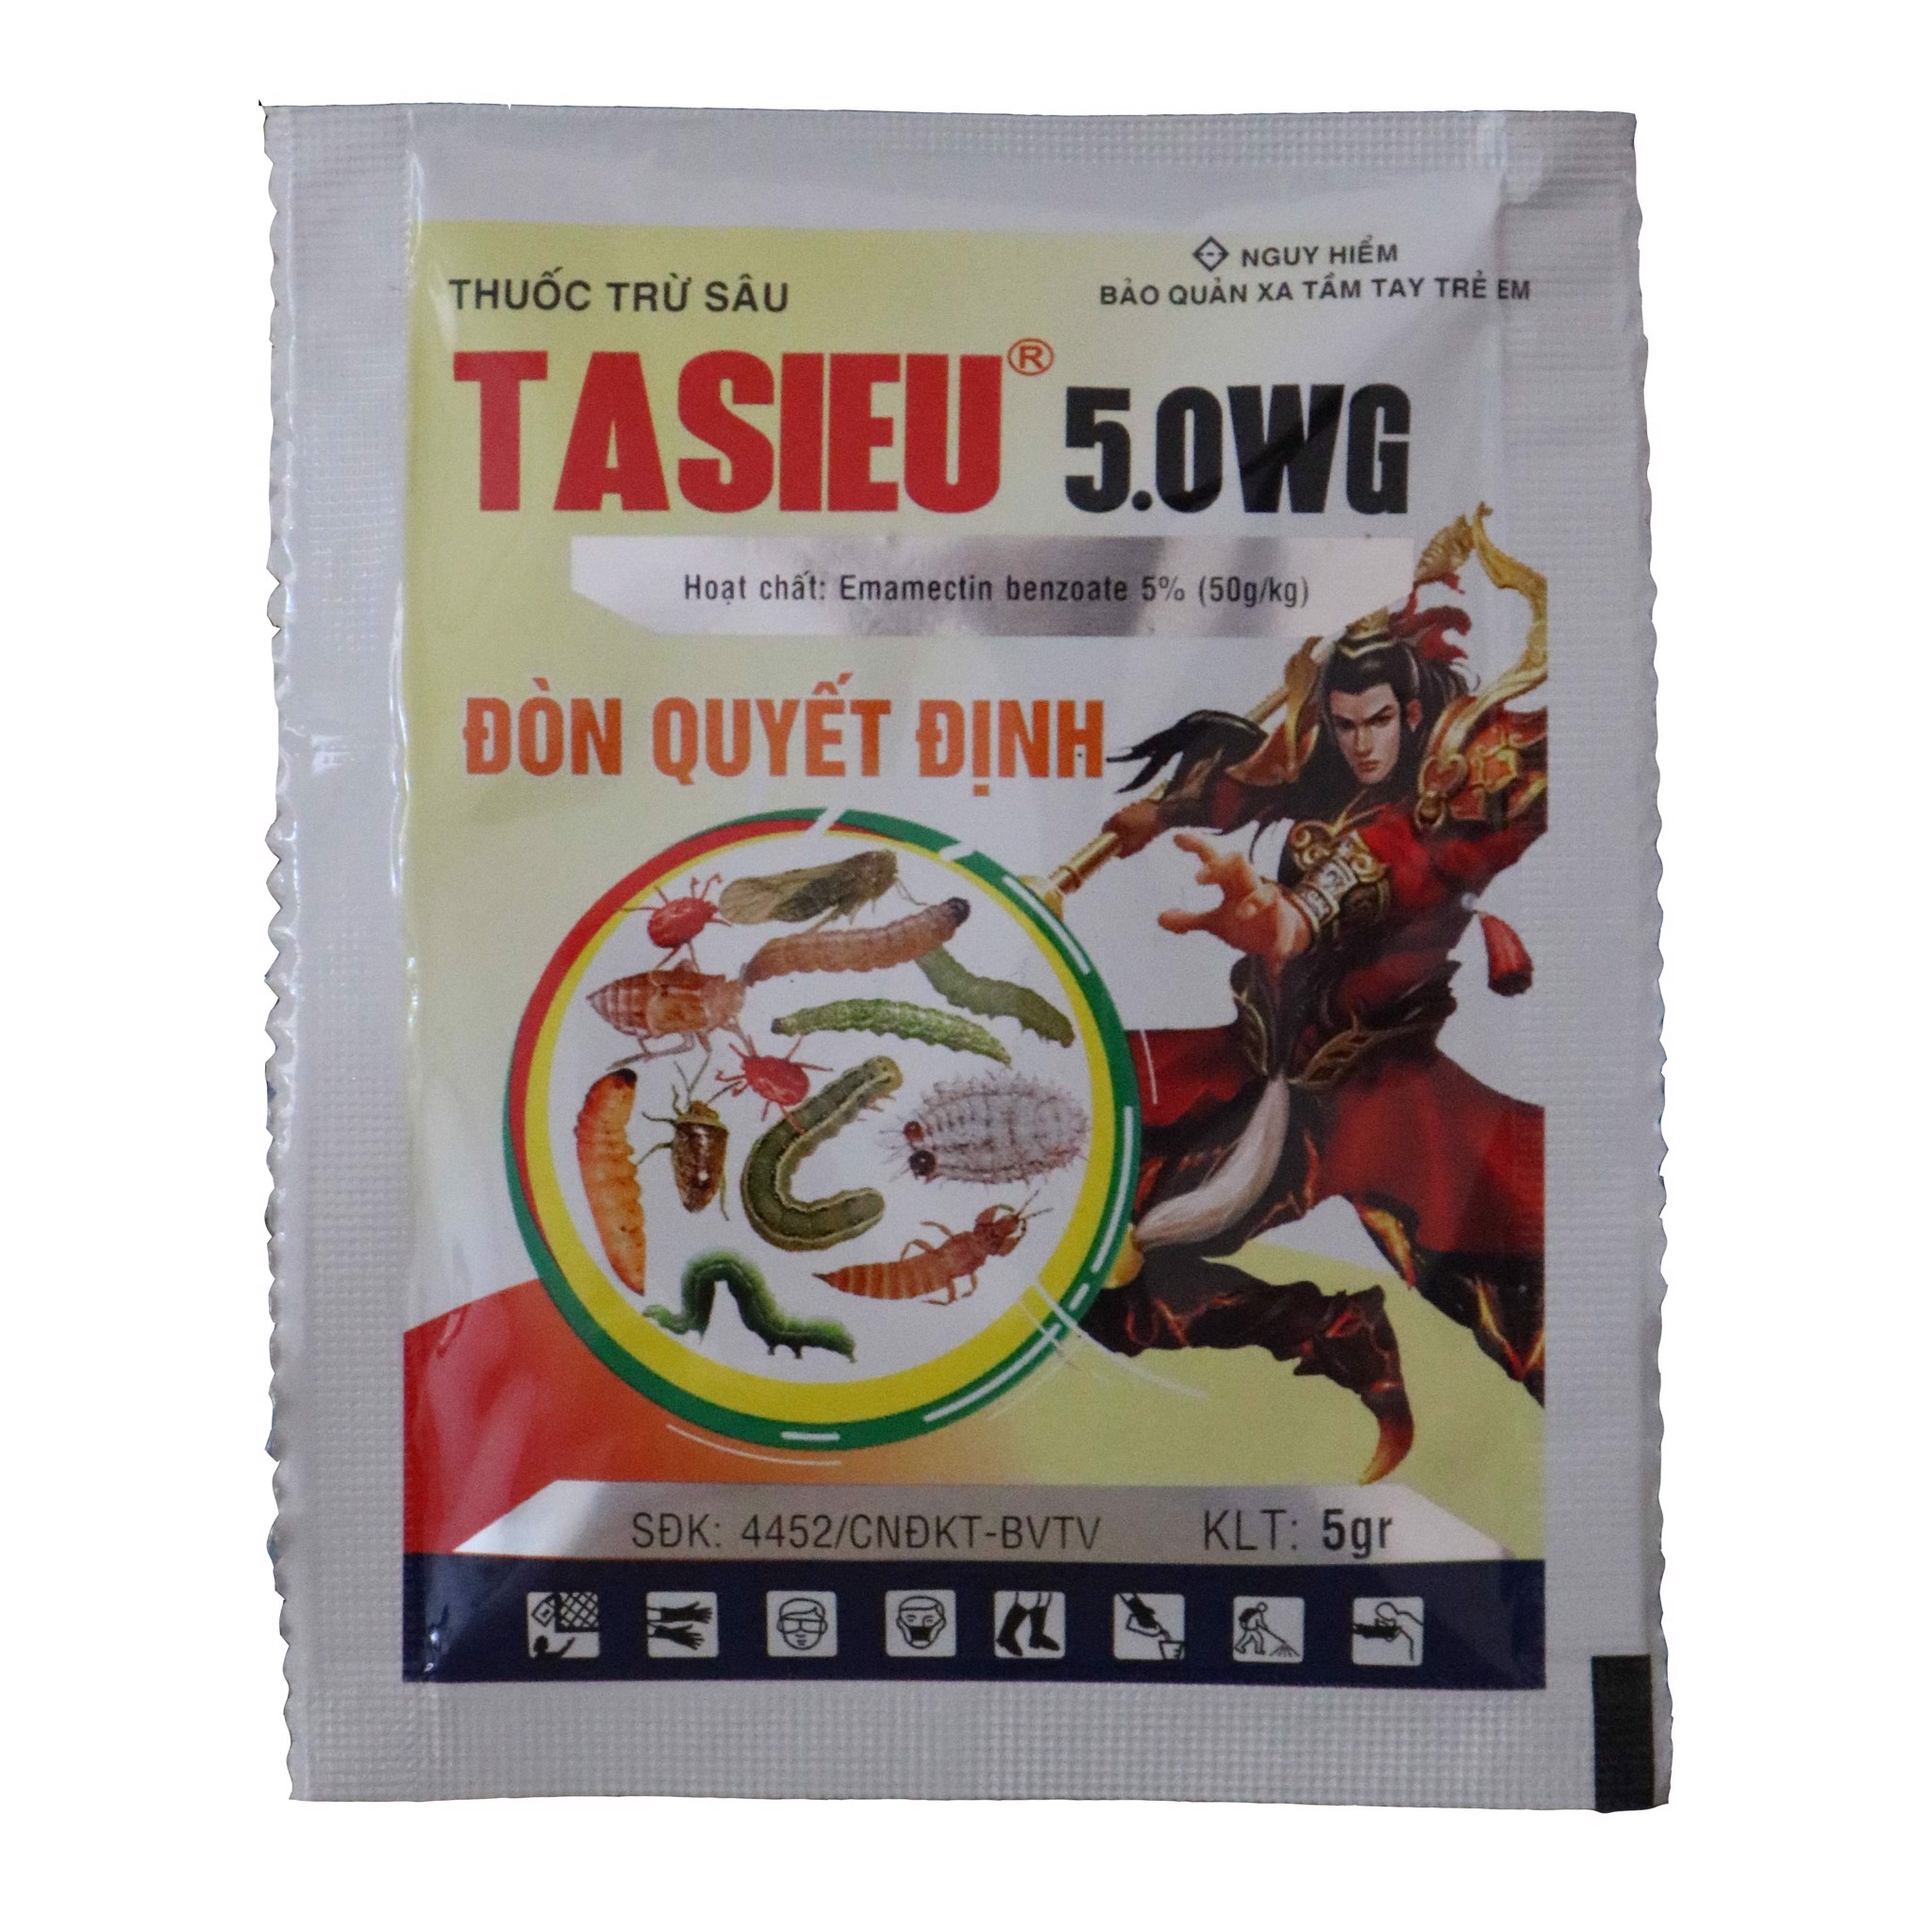 THUỐC TRỪ SÂU
NGUY HIỂM
BẢO QUẢN XA TẦM TAY TRẺ EM
TASIEU® 5.0WG
Hoạt chất: Emamectin benzoate 5% (50g/kg)
ĐÒN QUYẾT ĐỊNH
SĐK: 4452/CNĐKT-BVTV KLT: 5gr